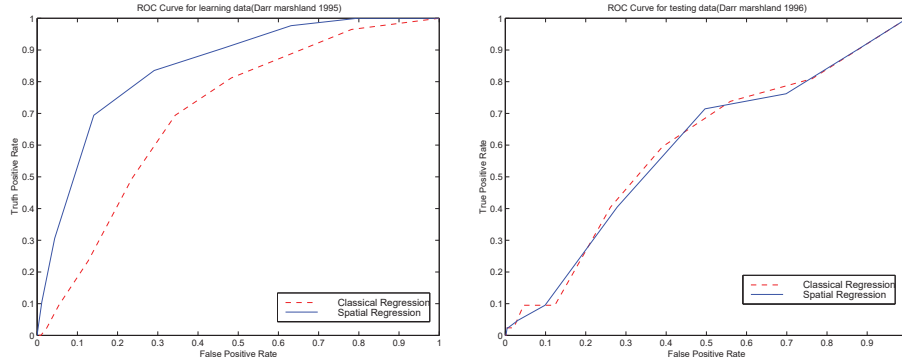 ROC Curve for learning data(Darr marshland 1995)
1
0.9
0.8
0.7
0.6
0.5
0.4
0.3
0.2
0.1
0
Truth Positive Rate
0 0.1 0.2 0.3 0.4 0.5 0.6 0.7 0.8 0.9 1
False Positive Rate
Classical Regression
Spatial Regression
ROC Curve for testing data(Darr marshland 1996)
1
0.9
0.8
0.7
0.6
0.5
0.4
0.3
0.2
0.1
0
True Positive Rate
0 0.1 0.2 0.3 0.4 0.5 0.6 0.7 0.8 0.9
False Positive Rate
Classical Regression
Spatial Regression